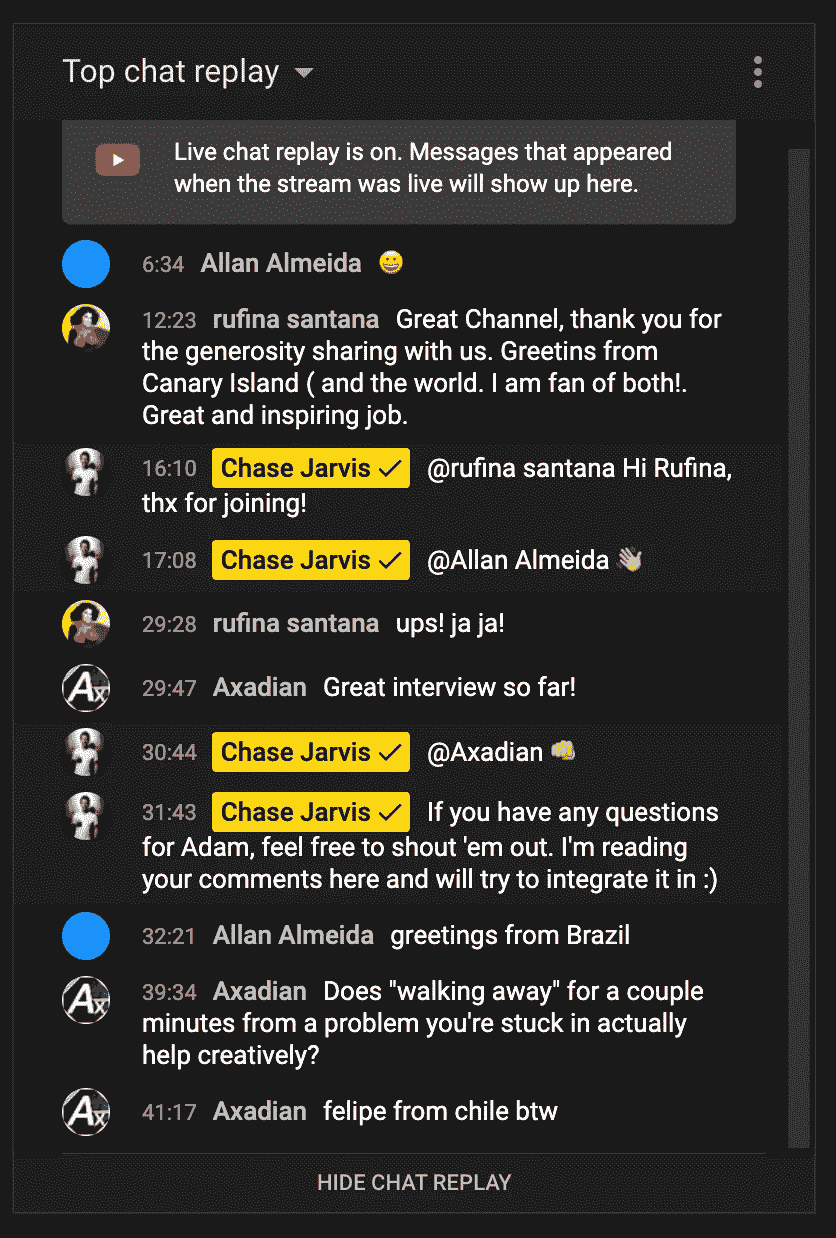 Top chat replay
Live chat replay is on. Messages that appeared
when the stream was live will show up here.
6:34 Allan Almeida 😀
12:23 rufina santana Great Channel, thank you for
the generosity sharing with us. Greetins from
Canary Island ( and the world. I am fan of both!.
Great and inspiring job.
16:10 Chase Jarvis ✓ @rufina santana Hi Rufina,
thx for joining!
17:08 Chase Jarvis ✓ @Allan Almeida 👋
29:28 rufina santana ups! ja ja!
Ax 29:47 Axadian Great interview so far!
30:44 Chase Jarvis ✓ @Axadian 👊
31:43 Chase Jarvis ✓ If you have any questions
for Adam, feel free to shout 'em out. I'm reading
your comments here and will try to integrate it in :)
32:21 Allan Almeida greetings from Brazil
Ax 39:34 Axadian Does "walking away" for a couple
minutes from a problem you're stuck in actually
help creatively?
Ax 41:17 Axadian felipe from chile btw
HIDE CHAT REPLAY